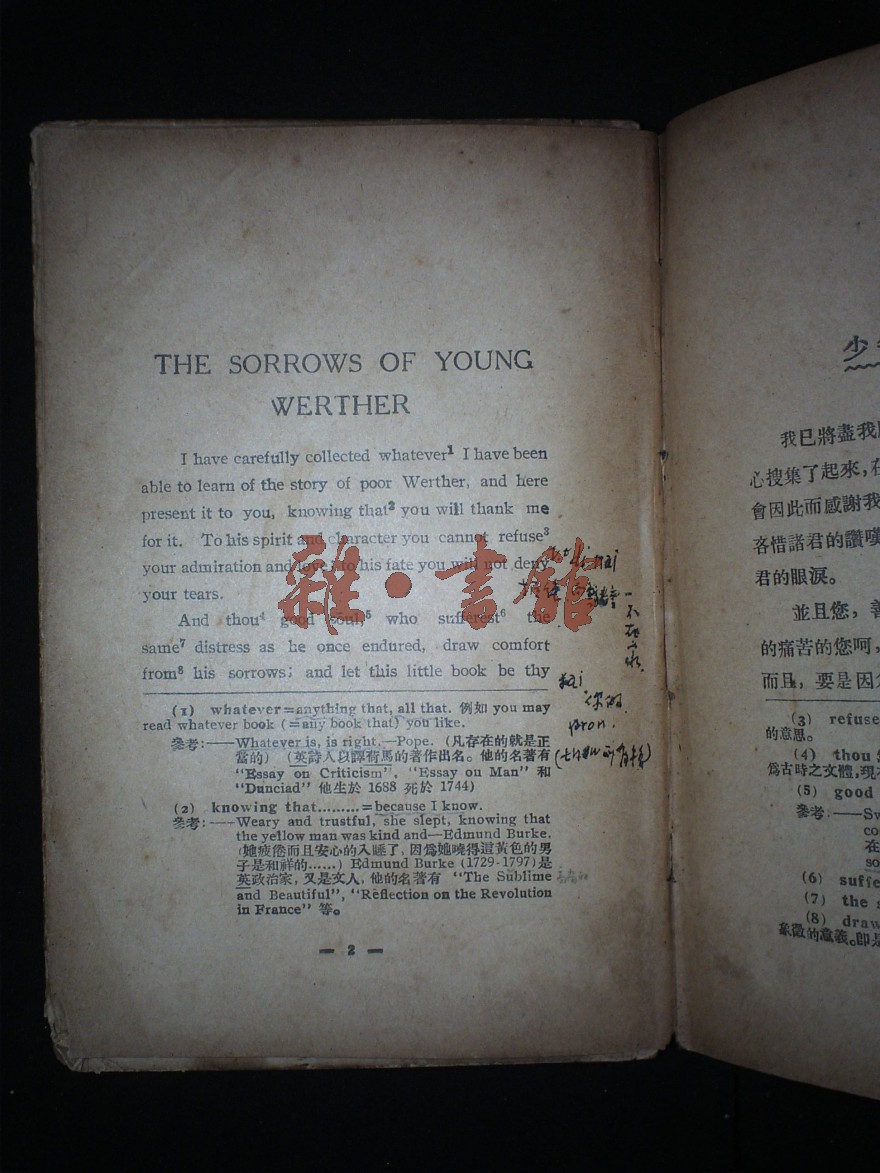 THE SORROWS OF YOUNG
WERTHER
I have carefully collected whatever¹ I have been
able to learn of the story of poor Werther, and here
present it to you, knowing that² you will thank me
for it. To his spirit and character you cannot refuse³
your admiration and love; to his fate you will not deny
your tears.
And thou⁴ good soul,⁵ who sufferest⁶ the
same⁷ distress as he once endured, draw comfort
from⁸ his sorrows; and let this little book be thy
(1) whatever=anything that, all that. 例如 you may
read whatever book (=any book that) you like.
參考:——Whatever is, is right,—Pope. (凡存在的就是正
當的) (英詩人以譯荷馬的著作出名。他的名著有
"Essay on Criticism", "Essay ou Man" 和
"Dunciad" 他生於 1688 死於 1744)
(2) knowing that.........=because I know.
參考:——Weary and trustful, she slept, knowing that
the yellow man was kind and—Edmund Burke.
(她疲倦而且安心的入睡了，因爲她曉得這黃色的男
子是和祥的......) Edmund Burke (1729-1797)是
英政治家，又是文人，他的名著有 "The Sublime
and Beautiful", "Reflection on the Revolution
in France" 等。
— 2 —
pron.
雜·書館
少
我已將盡我
心搜集了起來，在
會因此而感謝我
吝惜諸君的讚嘆
君的眼淚。
並且您，善
的痛苦的您呵，
而且，要是因
(3) refuse
的意思。
(4) thou
爲古時之文體，現
(5) good
參考:——Sw
co
在
so
(6) suffe
(7) the s
(8) draw
象徵的意義。卽是